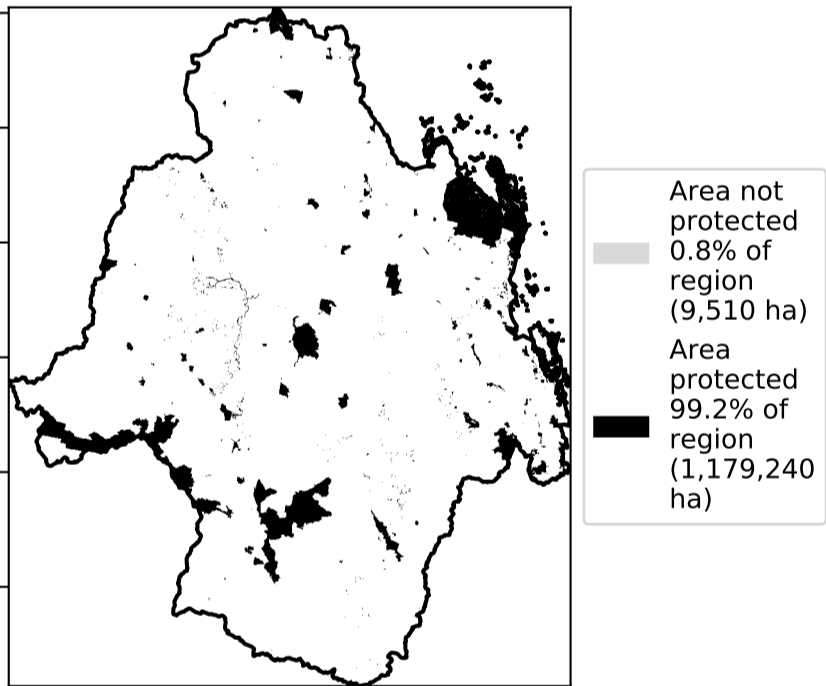 Area not
protected
0.8% of
region
(9,510 ha)
Area
protected
99.2% of
region
(1,179,240
ha)